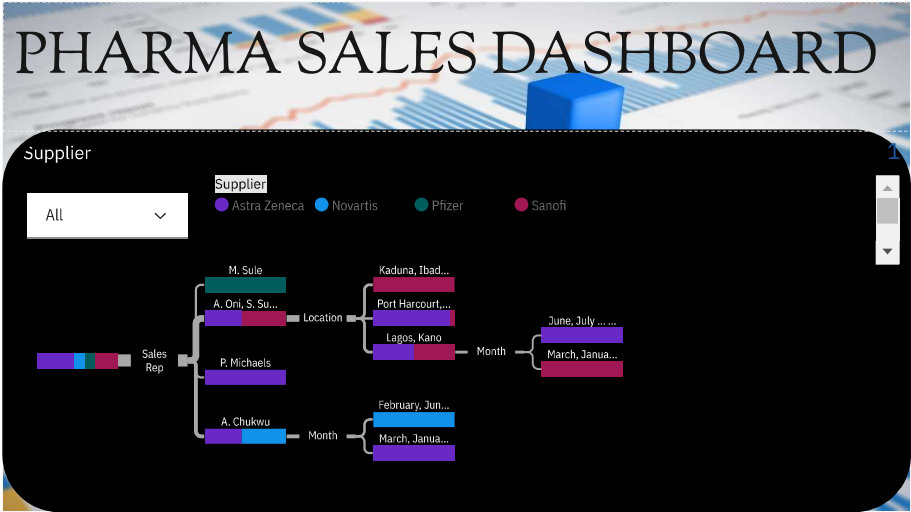 PHARMA SALES DASHBOARD
Supplier
1
All
Supplier
Astra Zeneca
Novartis
Pfizer
Sanofi
M. Sule
Kaduna, Ibad...
A. Oni, S. Su...
Location
Port Harcourt,...
Lagos, Kano
Month
June, July ... ...
March, Janua...
Sales
Rep
P. Michaels
A. Chukwu
Month
February, Jun...
March, Janua...